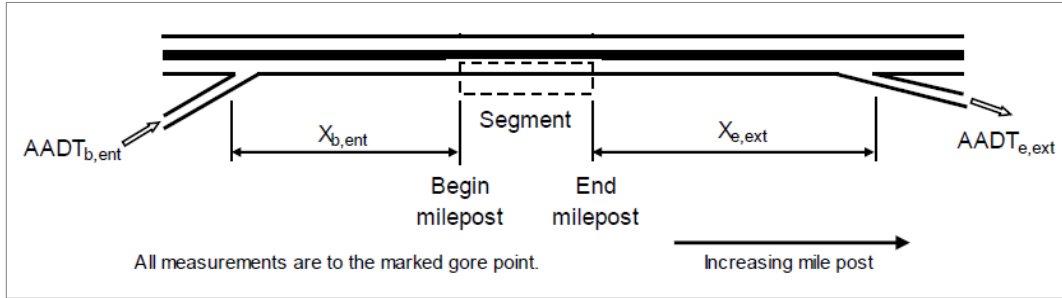 AADTb,ent
Xb,ent
Segment
Xe,ext
AADTe,ext
Begin
milepost
End
milepost
All measurements are to the marked gore point.
Increasing mile post